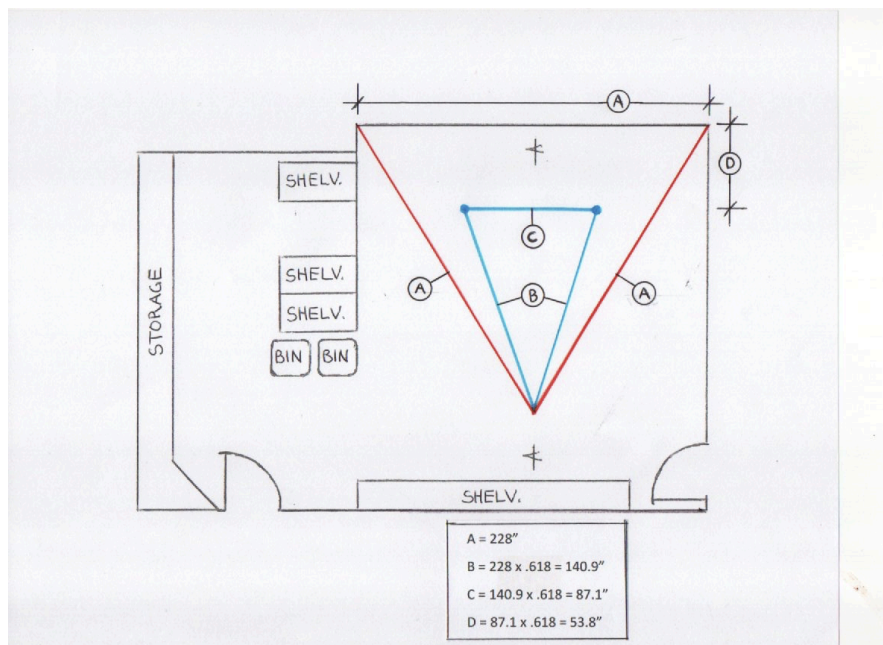 A
D
SHELV.
C
STORAGE
SHELV.
A
B
A
SHELV.
BIN BIN
SHELV.
A = 228"
B = 228 x .618 = 140.9"
C = 140.9 x .618 = 87.1"
D = 87.1 x .618 = 53.8"